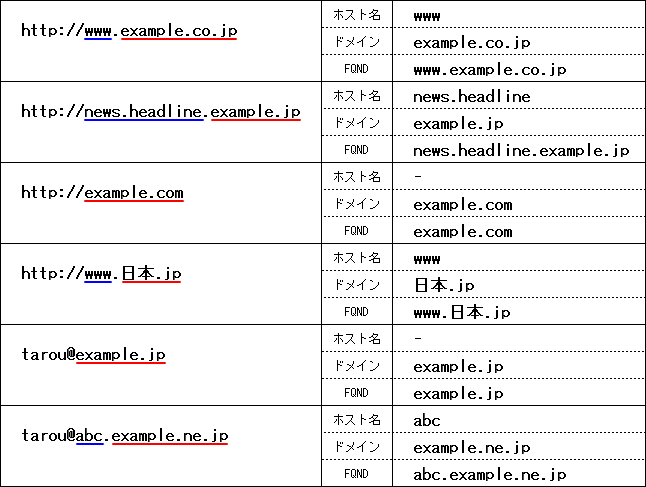 http://www.example.co.jp
ホスト名 www
ドメイン example.co.jp
FQND www.example.co.jp
http://news.headline.example.jp
ホスト名 news.headline
ドメイン example.jp
FQND news.headline.example.jp
http://example.com
ホスト名 -
ドメイン example.com
FQND example.com
http://www.日本.jp
ホスト名 www
ドメイン 日本.jp
FQND www.日本.jp
tarou@example.jp
ホスト名 -
ドメイン example.jp
FQND example.jp
tarou@abc.example.ne.jp
ホスト名 abc
ドメイン example.ne.jp
FQND abc.example.ne.jp